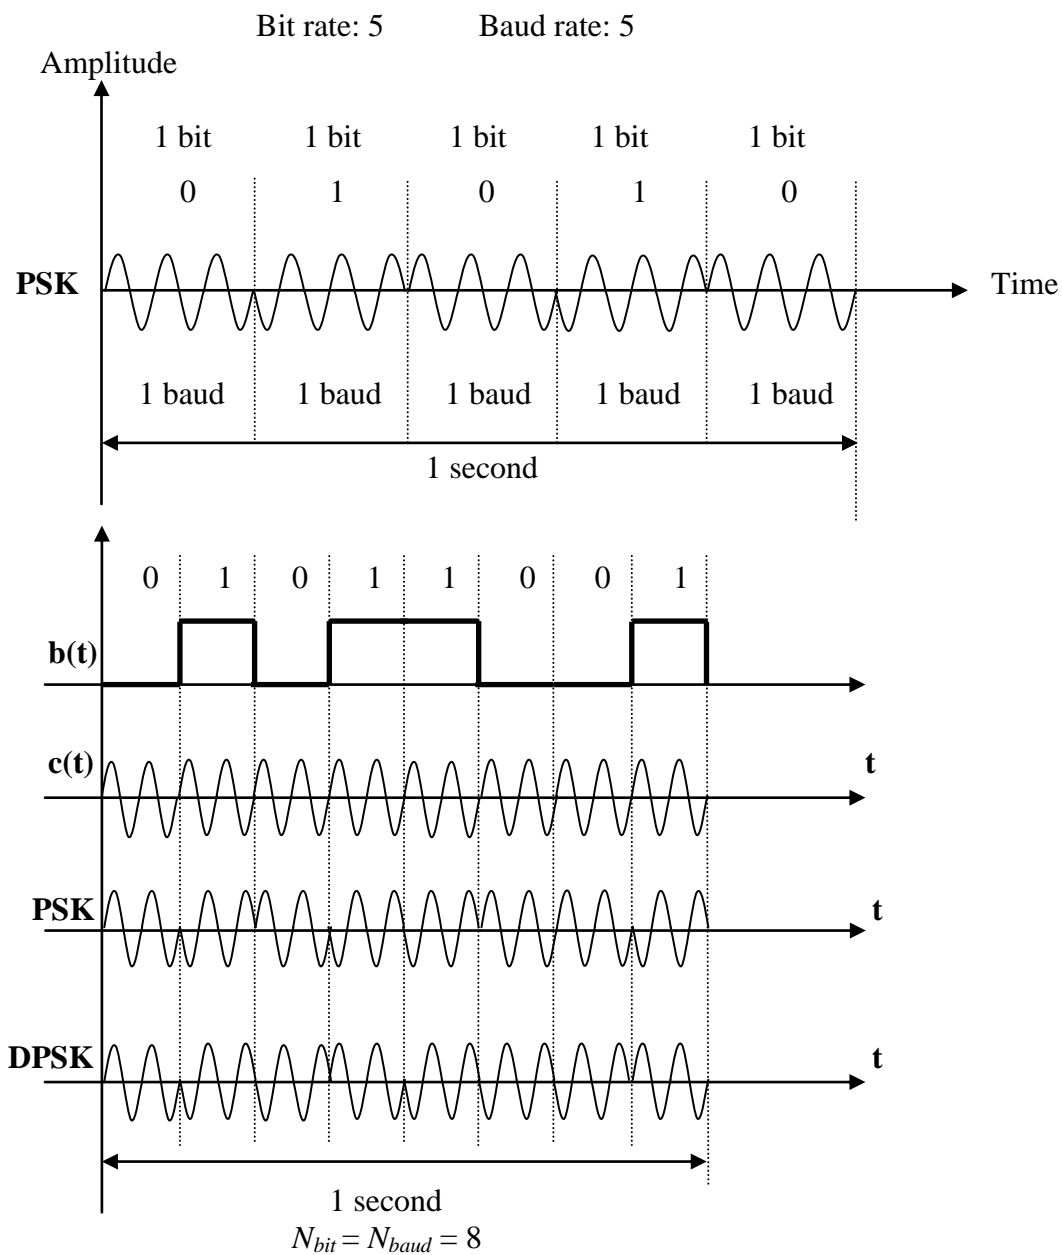 Bit rate: 5 Baud rate: 5
Amplitude
1 bit 1 bit 1 bit 1 bit 1 bit
0 1 0 1 0
PSK Time
1 baud 1 baud 1 baud 1 baud 1 baud
1 second
0 1 0 1 1 0 0 1
b(t)
c(t) t
PSK t
DPSK t
1 second
N_bit = N_baud = 8